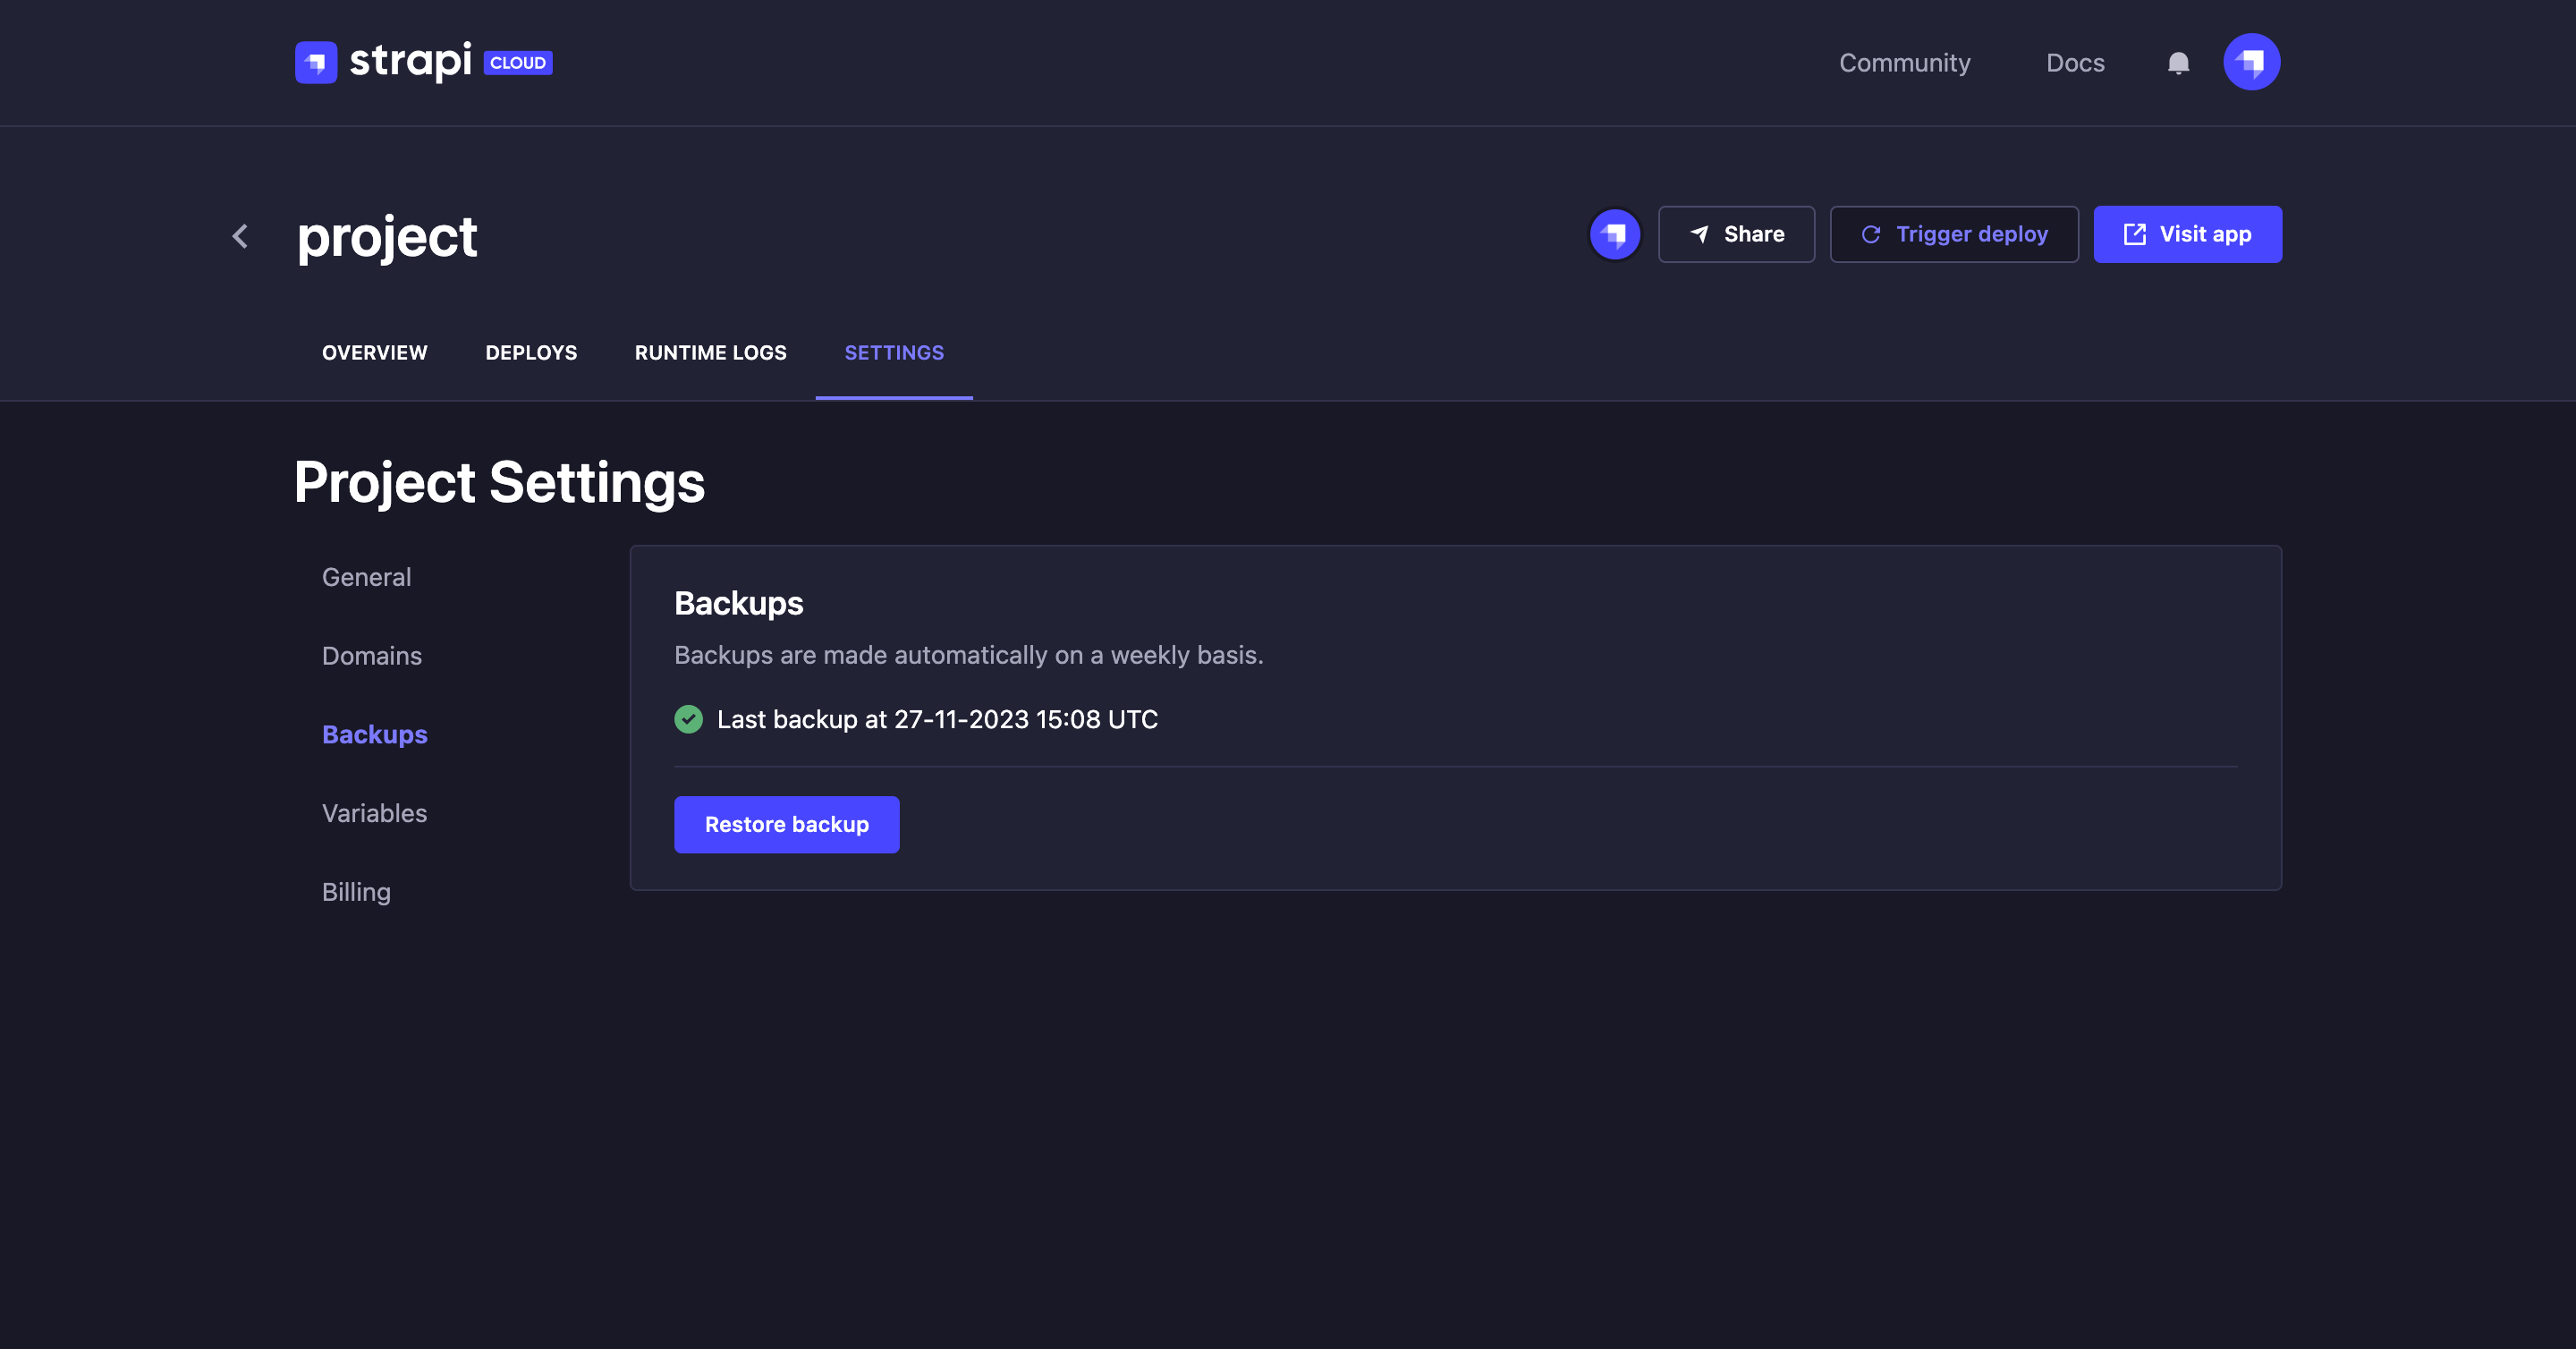 strapi CLOUD
Community Docs
project
Share Trigger deploy Visit app
OVERVIEW DEPLOYS RUNTIME LOGS SETTINGS
Project Settings
General
Domains
Backups
Variables
Billing
Backups
Backups are made automatically on a weekly basis.
Last backup at 27-11-2023 15:08 UTC
Restore backup